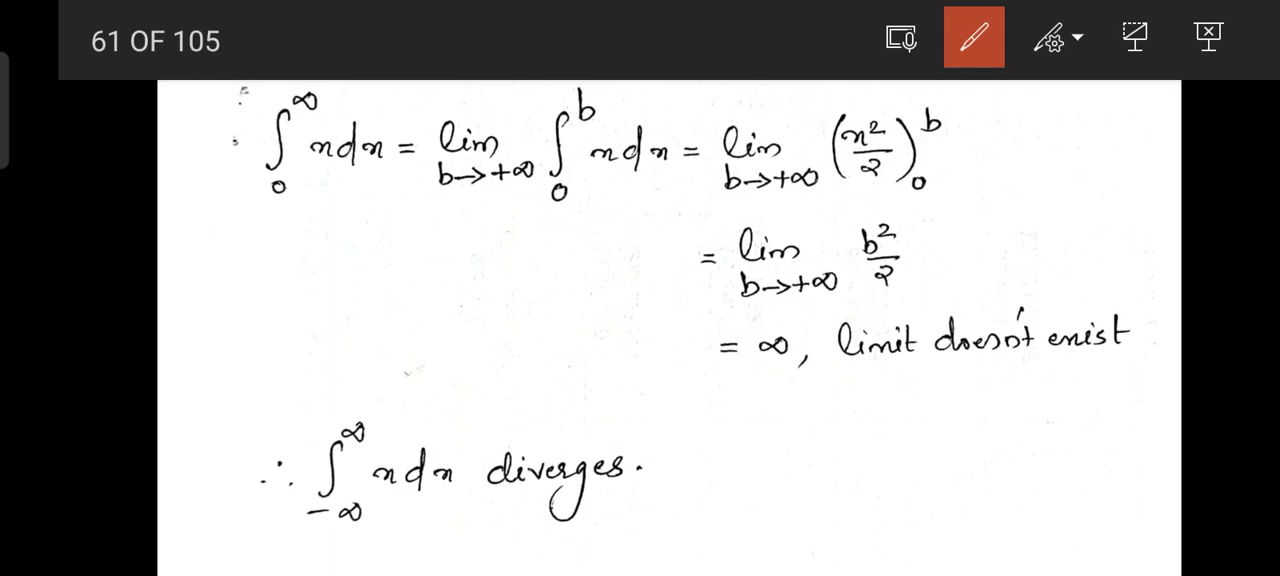 61 OF 105
∫₀^∞ x dx = lim_{b→+∞} ∫₀^b x dx = lim_{b→+∞} (x²/2)₀^b
= lim_{b→+∞} b²/2
= ∞, limit doesn't exist
∴ ∫_{-∞}^∞ x dx diverges.